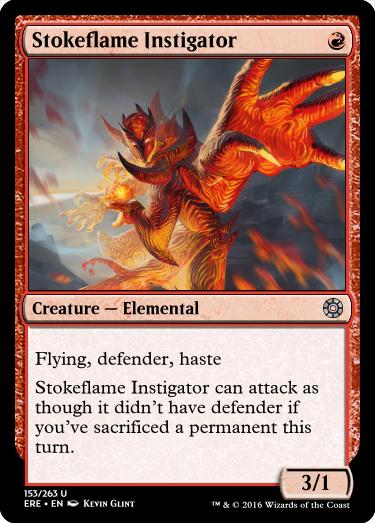 Stokeflame Instigator
Creature — Elemental
Flying, defender, haste
Stokeflame Instigator can attack as
though it didn't have defender if
you've sacrificed a permanent this
turn.
3/1
153/263 U
ERE • EN Kevin Glint
™ & © 2016 Wizards of the Coast